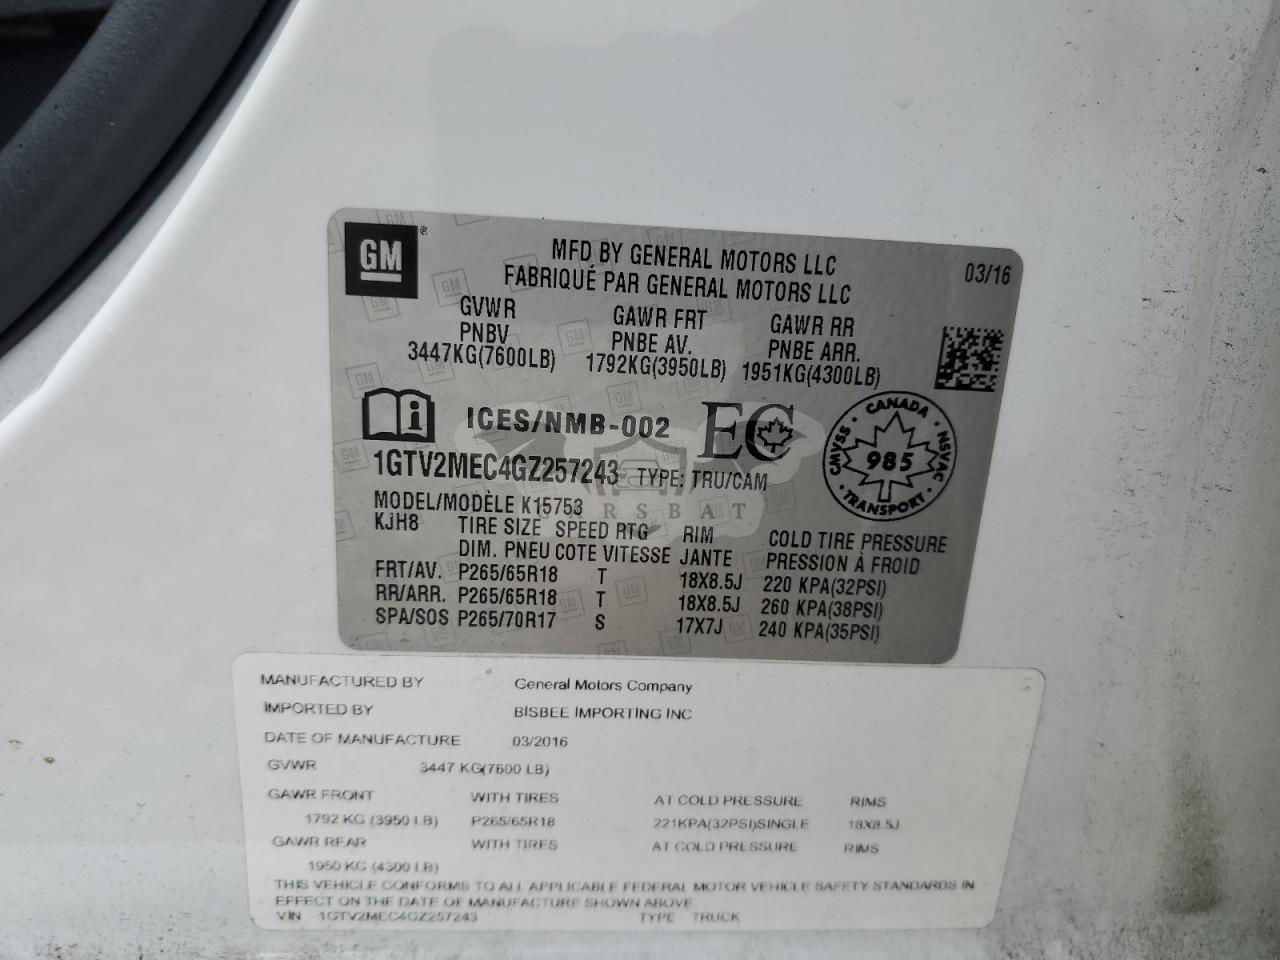 GM ®
MFD BY GENERAL MOTORS LLC 03/16
FABRIQUÉ PAR GENERAL MOTORS LLC
GVWR GAWR FRT GAWR RR
PNBV PNBE AV. PNBE ARR.
3447KG(7600LB) 1792KG(3950LB) 1951KG(4300LB)
ICES/NMB-002 EC
CANADA CMVSS NSVAC 985 TRANSPORT
1GTV2MEC4GZ257243 TYPE: TRU/CAM
CARSBAT
MODEL/MODÈLE K15753
KJH8 TIRE SIZE SPEED RTG RIM COLD TIRE PRESSURE
DIM. PNEU COTE VITESSE JANTE PRESSION À FROID
FRT/AV. P265/65R18 T 18X8.5J 220 KPA(32PSI)
RR/ARR. P265/65R18 T 18X8.5J 260 KPA(38PSI)
SPA/SOS P265/70R17 S 17X7J 240 KPA(35PSI)
MANUFACTURED BY General Motors Company
IMPORTED BY BISBEE IMPORTING INC
DATE OF MANUFACTURE 03/2016
GVWR 3447 KG(7600 LB)
GAWR FRONT WITH TIRES AT COLD PRESSURE RIMS
1792 KG (3950 LB) P265/65R18 221KPA(32PSI)SINGLE 18X8.5J
GAWR REAR WITH TIRES AT COLD PRESSURE RIMS
1950 KG (4300 LB)
THIS VEHICLE CONFORMS TO ALL APPLICABLE FEDERAL MOTOR VEHICLE SAFETY STANDARDS IN
EFFECT ON THE DATE OF MANUFACTURE SHOWN ABOVE.
VIN 1GTV2MEC4GZ257243 TYPE TRUCK